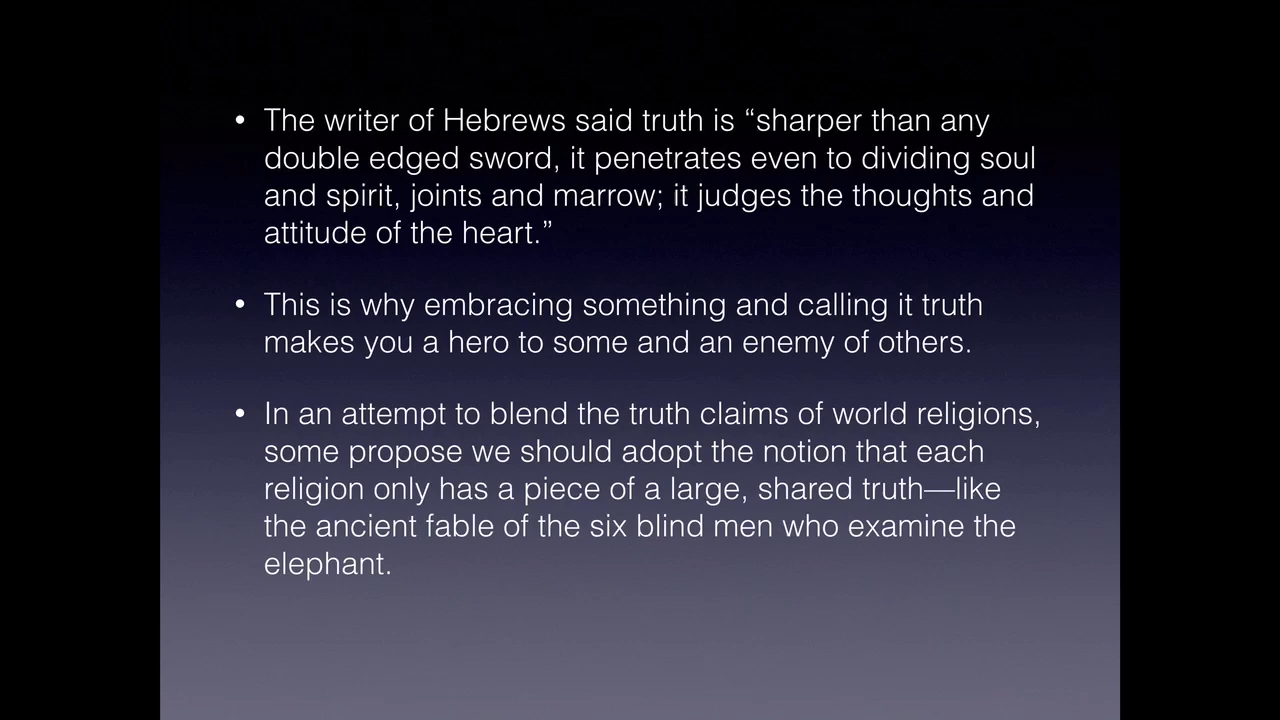 • The writer of Hebrews said truth is “sharper than any
double edged sword, it penetrates even to dividing soul
and spirit, joints and marrow; it judges the thoughts and
attitude of the heart.”
• This is why embracing something and calling it truth
makes you a hero to some and an enemy of others.
• In an attempt to blend the truth claims of world religions,
some propose we should adopt the notion that each
religion only has a piece of a large, shared truth—like
the ancient fable of the six blind men who examine the
elephant.